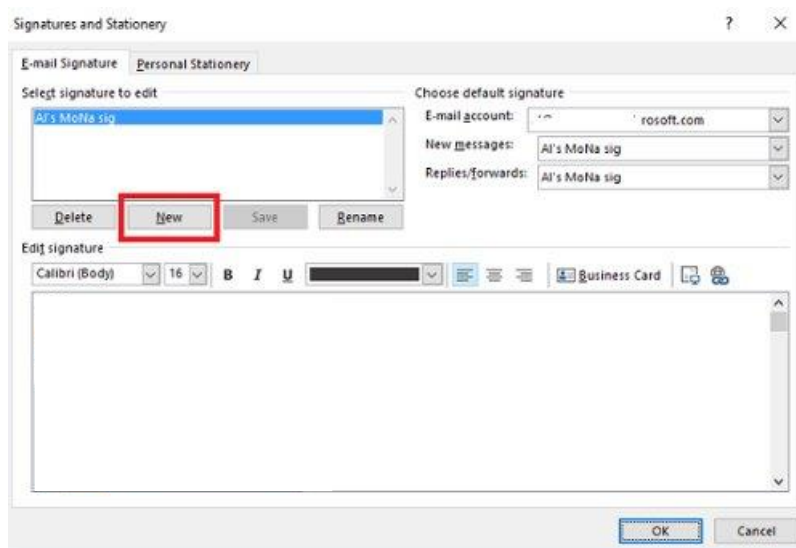 Signatures and Stationery ? ×
E-mail Signature Personal Stationery
Select signature to edit
Al's MoNa sig
Delete New Save Rename
Choose default signature
E-mail account: rosoft.com
New messages: Al's MoNa sig
Replies/forwards: Al's MoNa sig
Edit signature
Calibri (Body) 16 B I U Business Card
OK Cancel